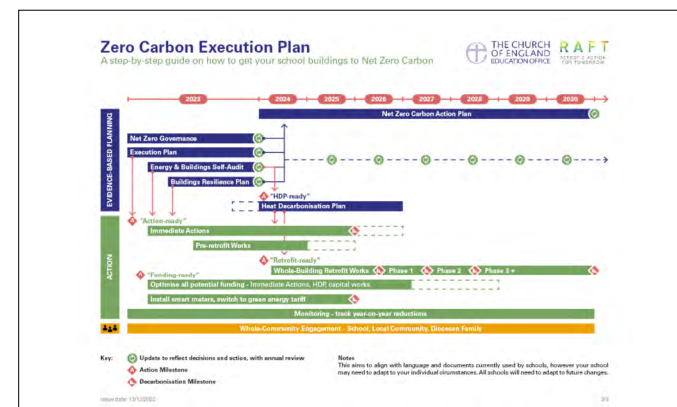 Zero Carbon Execution Plan
A step-by-step guide on how to get your school buildings to Net Zero Carbon
THE CHURCH
OF ENGLAND
EDUCATION OFFICE
RAFT
2023
2024
2025
2026
2027
2028
2029
2030
EVIDENCE-BASED PLANNING
Net Zero Carbon Action Plan
Net Zero Governance
Execution Plan
Energy & Buildings Self-Audit
Buildings Resilience Plan
"HDP-ready"
Heat Decarbonisation Plan
ACTION
"Action-ready"
Immediate Actions
Pre-retrofit Works
"Retrofit-ready"
Whole-Building Retrofit Works
Phase 1
Phase 2
Phase 3 +
"Funding-ready"
Optimise all potential funding - Immediate Actions, HDP, capital works
Install smart meters, switch to green energy tariff
Monitoring - track year-on-year reductions
Whole-Community Engagement - School, Local Community, Diocesan Family
Key:
Update to reflect decisions and action, with annual review
Action Milestone
Decarbonisation Milestone
Notes
This aims to align with language and documents currently used by schools, however your school
may need to adapt to your individual circumstances. All schools will need to adapt to future changes.